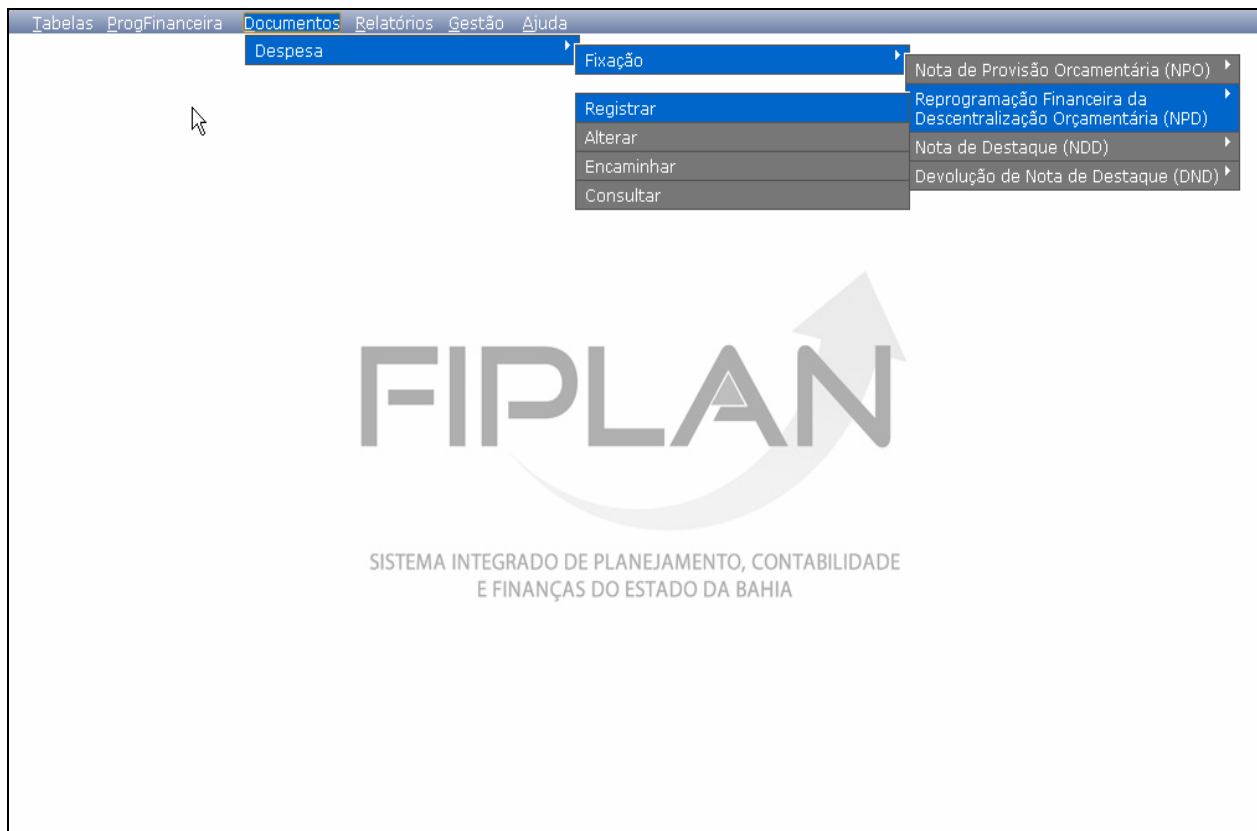 Tabelas ProgFinanceira Documentos Relatórios Gestão Ajuda
Despesa
Fixação
Nota de Provisão Orcamentária (NPO)
Reprogramação Financeira da
Descentralização Orçamentária (NPD)
Nota de Destaque (NDD)
Devolução de Nota de Destaque (DND)
Registrar
Alterar
Encaminhar
Consultar
FIPLAN
SISTEMA INTEGRADO DE PLANEJAMENTO, CONTABILIDADE
E FINANÇAS DO ESTADO DA BAHIA